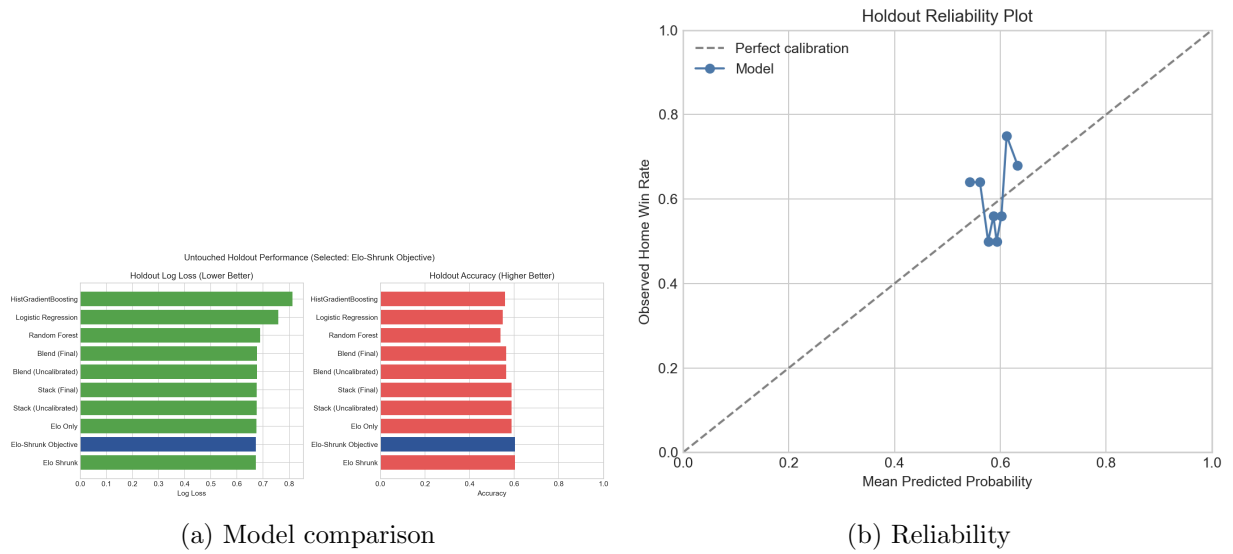 Untouched Holdout Performance (Selected: Elo-Shrunk Objective)
Holdout Log Loss (Lower Better)
HistGradientBoosting
Logistic Regression
Random Forest
Blend (Final)
Blend (Uncalibrated)
Stack (Final)
Stack (Uncalibrated)
Elo Only
Elo-Shrunk Objective
Elo Shrunk
0.0 0.1 0.2 0.3 0.4 0.5 0.6 0.7 0.8
Log Loss
Holdout Accuracy (Higher Better)
HistGradientBoosting
Logistic Regression
Random Forest
Blend (Final)
Blend (Uncalibrated)
Stack (Final)
Stack (Uncalibrated)
Elo Only
Elo-Shrunk Objective
Elo Shrunk
0.0 0.2 0.4 0.6 0.8 1.0
Accuracy
(a) Model comparison
Holdout Reliability Plot
Perfect calibration
Model
Observed Home Win Rate
1.0
0.8
0.6
0.4
0.2
0.0
0.0 0.2 0.4 0.6 0.8 1.0
Mean Predicted Probability
(b) Reliability